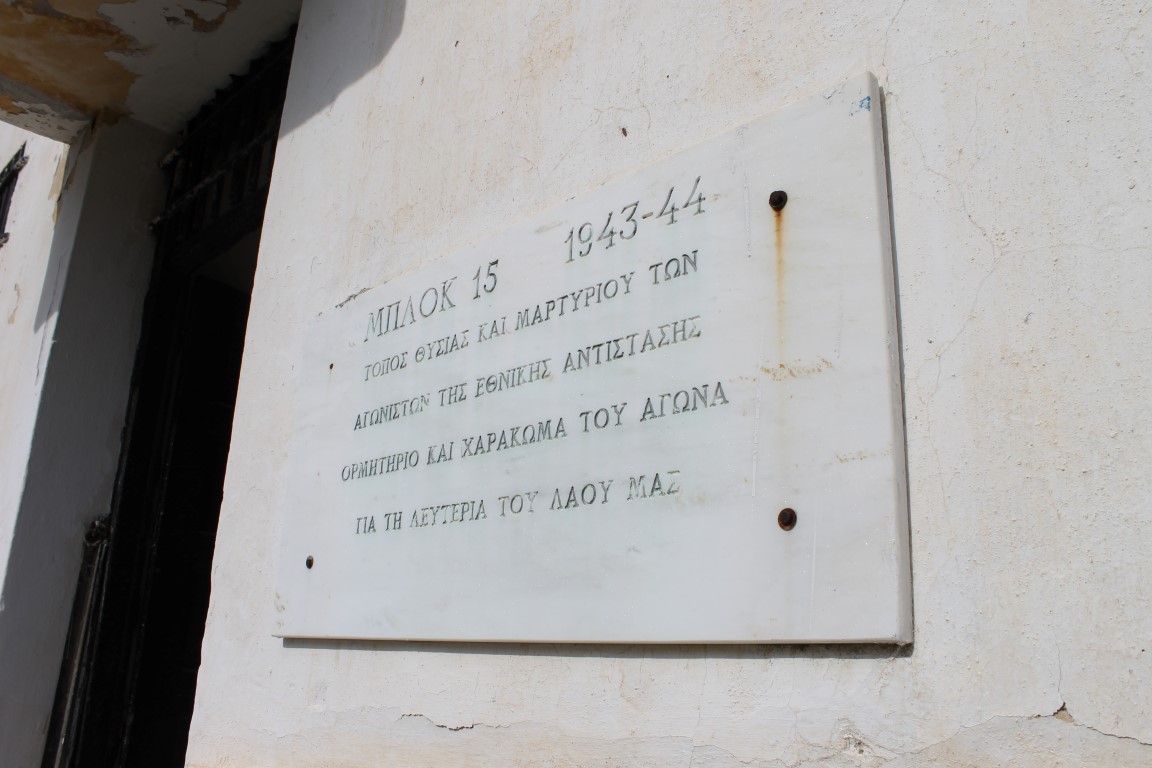 ΜΠΛΟΚ 15 1943-44
ΤΟΠΟΣ ΘΥΣΙΑΣ ΚΑΙ ΜΑΡΤΥΡΙΟΥ ΤΩΝ
ΑΓΩΝΙΣΤΩΝ ΤΗΣ ΕΘΝΙΚΗΣ ΑΝΤΙΣΤΑΣΗΣ
ΟΡΜΗΤΗΡΙΟ ΚΑΙ ΧΑΡΑΚΩΜΑ ΤΟΥ ΑΓΩΝΑ
ΓΙΑ ΤΗ ΛΕΥΤΕΡΙΑ ΤΟΥ ΛΑΟΥ ΜΑΣ